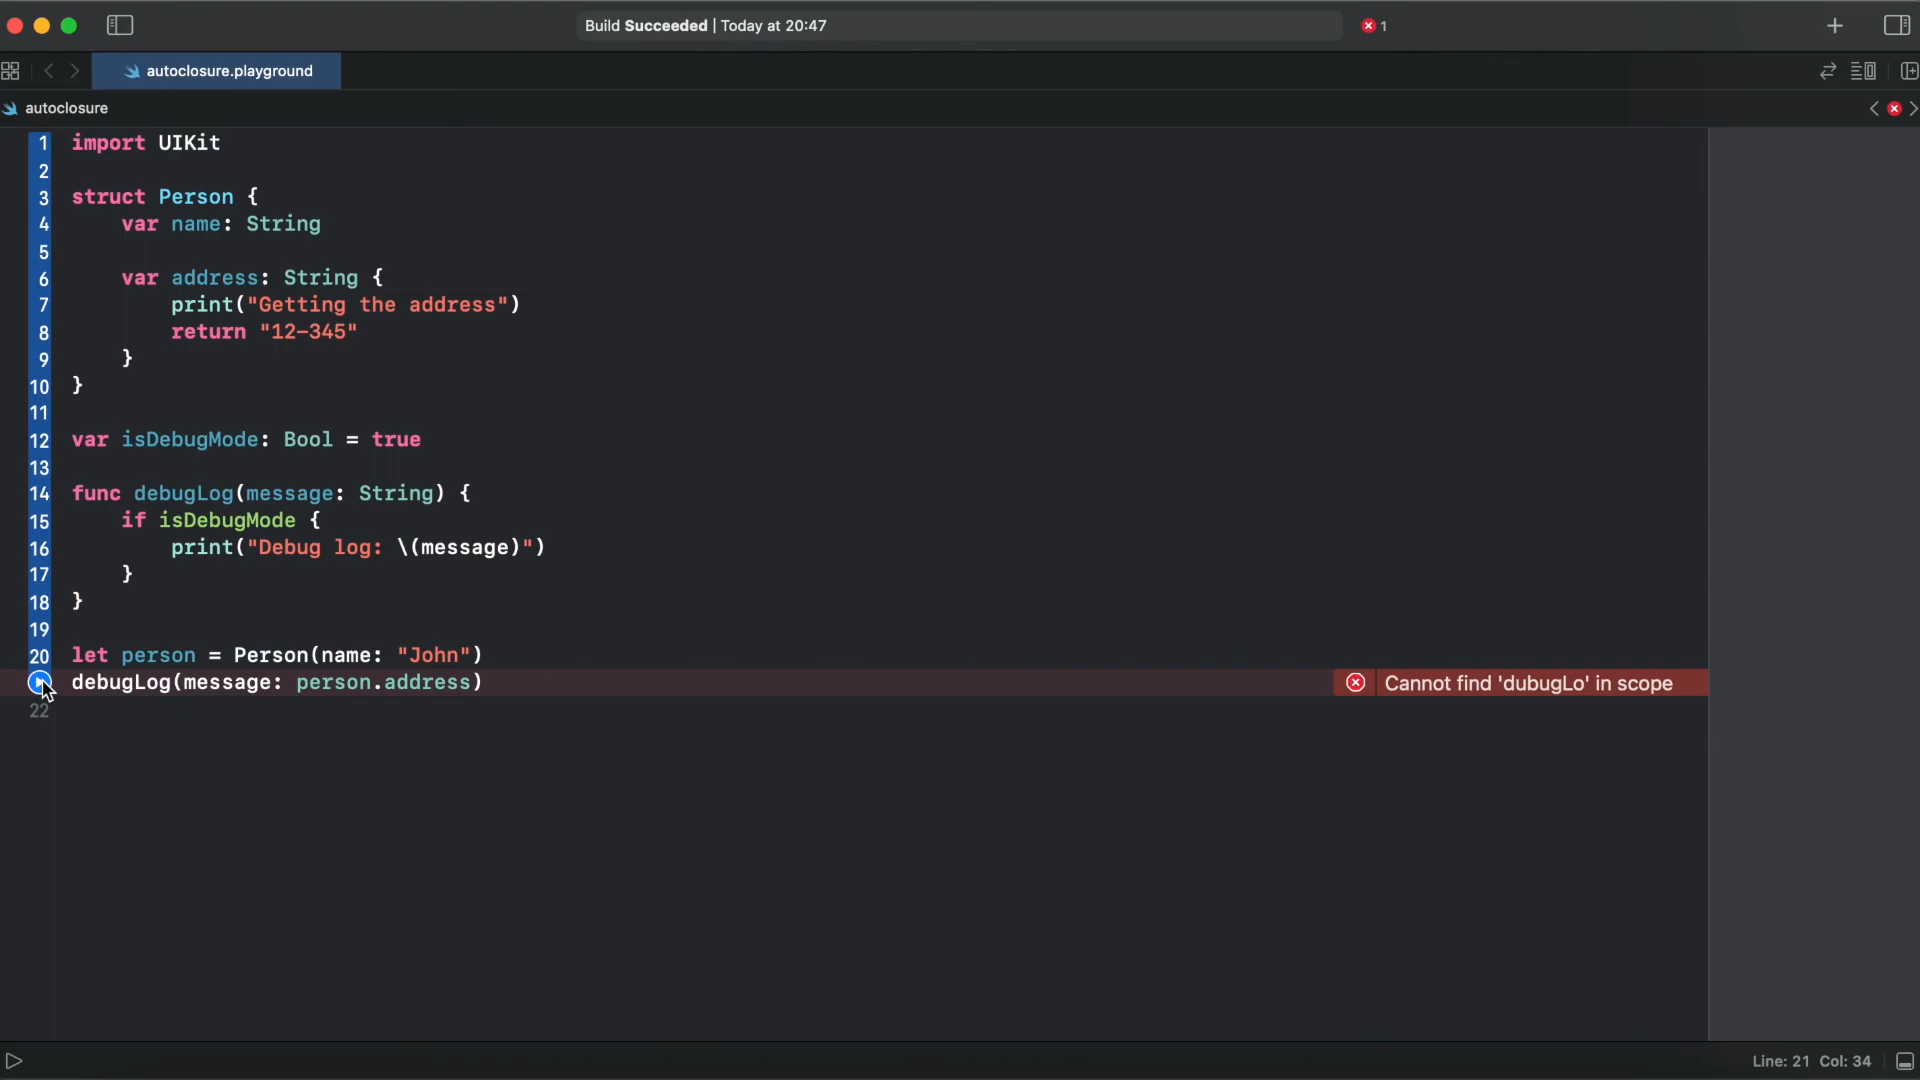 Build Succeeded | Today at 20:47
1
autoclosure.playground
autoclosure
1 import UIKit
2
3 struct Person {
4     var name: String
5
6     var address: String {
7         print("Getting the address")
8         return "12-345"
9     }
10 }
11
12 var isDebugMode: Bool = true
13
14 func debugLog(message: String) {
15     if isDebugMode {
16         print("Debug log: \(message)")
17     }
18 }
19
20 let person = Person(name: "John")
debugLog(message: person.address) Cannot find 'dubugLo' in scope
22
Line: 21 Col: 34